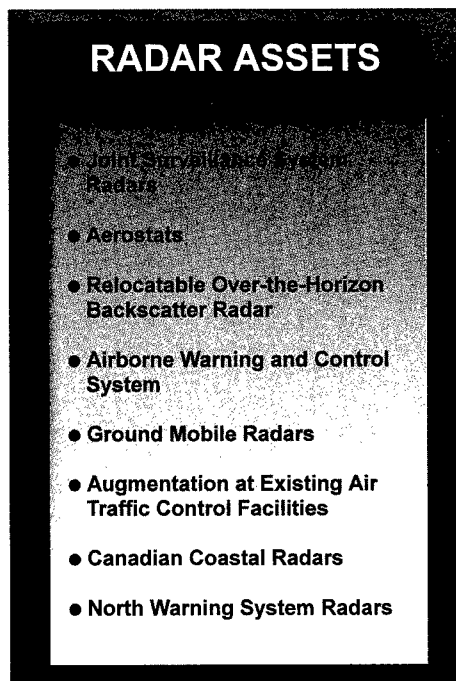 RADAR ASSETS
● Joint Surveillance System
Radars
● Aerostats
● Relocatable Over-the-Horizon
Backscatter Radar
● Airborne Warning and Control
System
● Ground Mobile Radars
● Augmentation at Existing Air
Traffic Control Facilities
● Canadian Coastal Radars
● North Warning System Radars